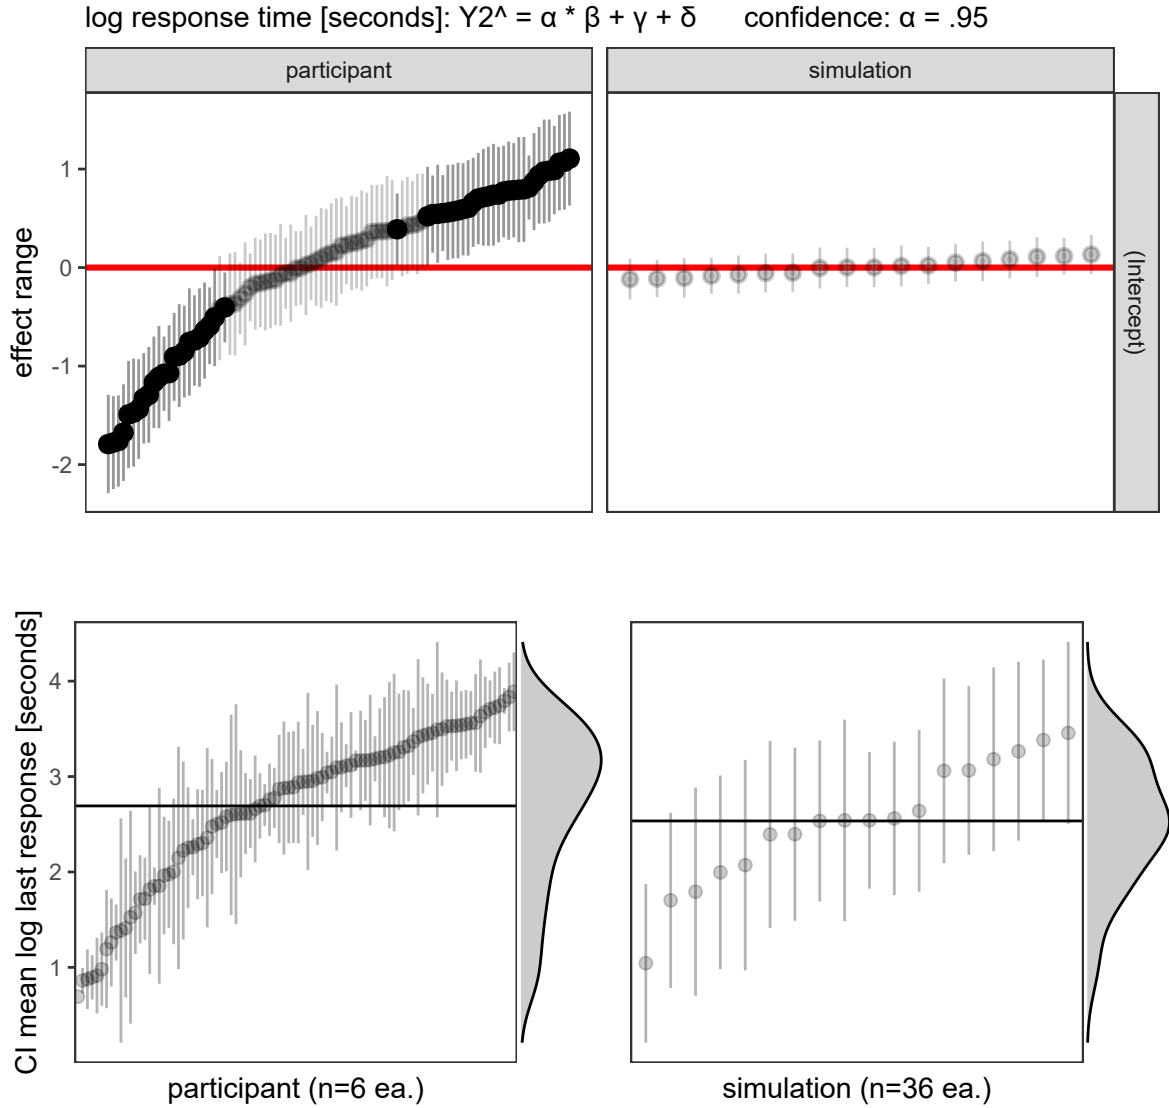 log response time [seconds]: Y2^ = α * β + γ + δ confidence: α = .95
participant simulation
effect range
1
0
-1
-2
(Intercept)
CI mean log last response [seconds]
4
3
2
1
participant (n=6 ea.) simulation (n=36 ea.)